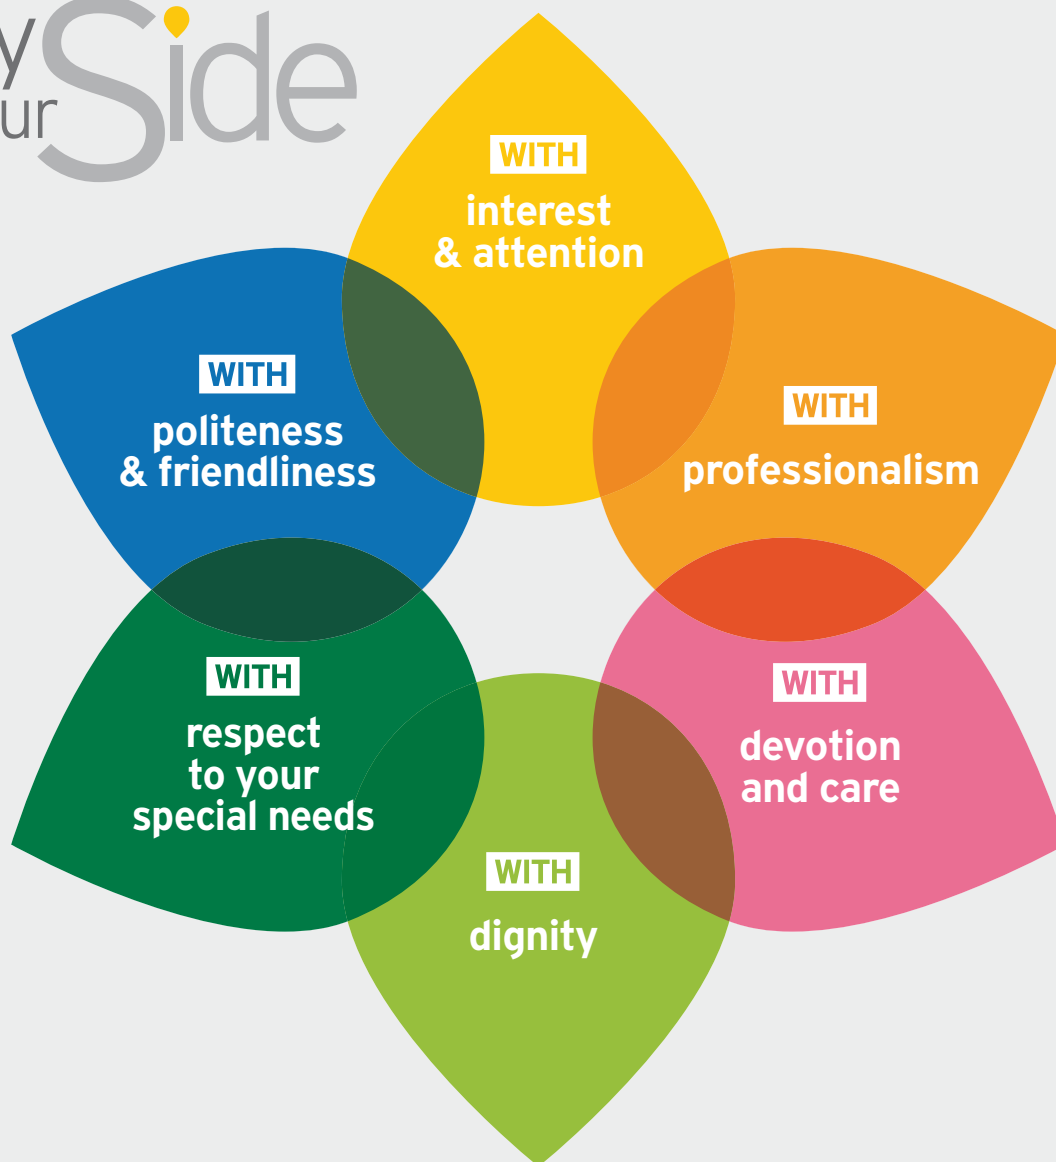 y
ur
Side
WITH
interest
& attention
WITH
professionalism
WITH
devotion
and care
WITH
dignity
WITH
respect
to your
special needs
WITH
politeness
& friendliness